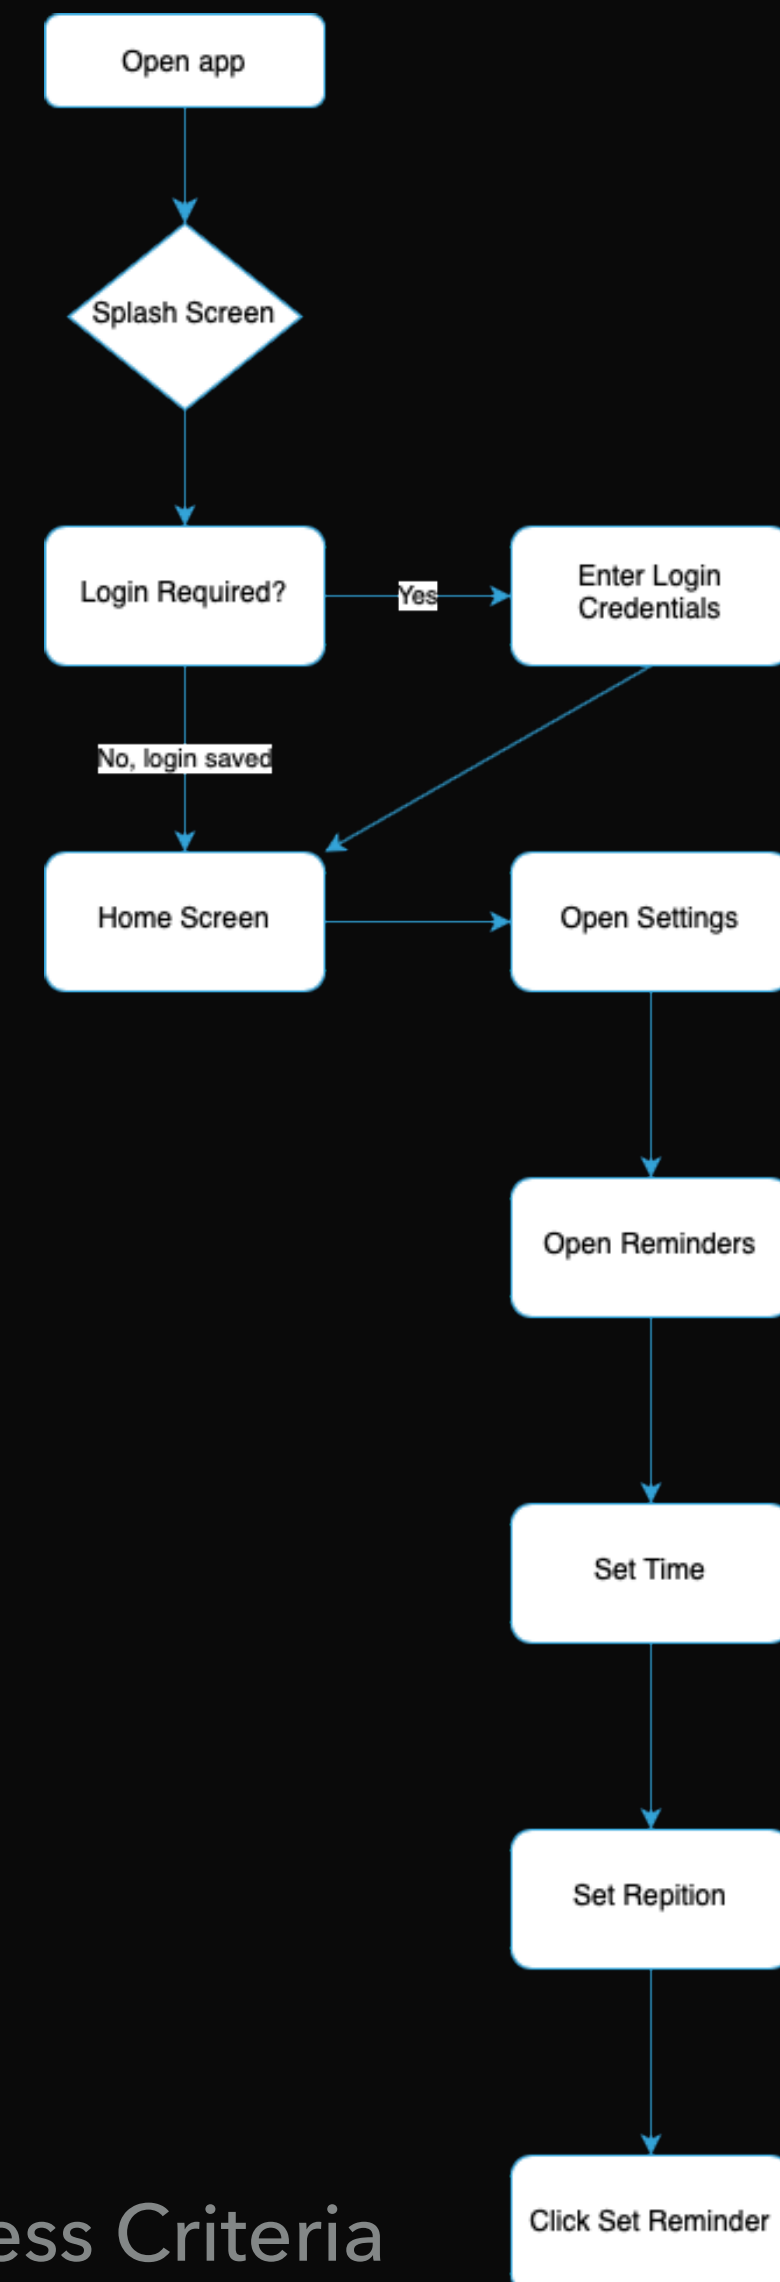 Open app
Splash Screen
Login Required?
Yes
Enter Login
Credentials
No, login saved
Home Screen
Open Settings
Open Reminders
Set Time
Set Repition
Click Set Reminder
ess Criteria